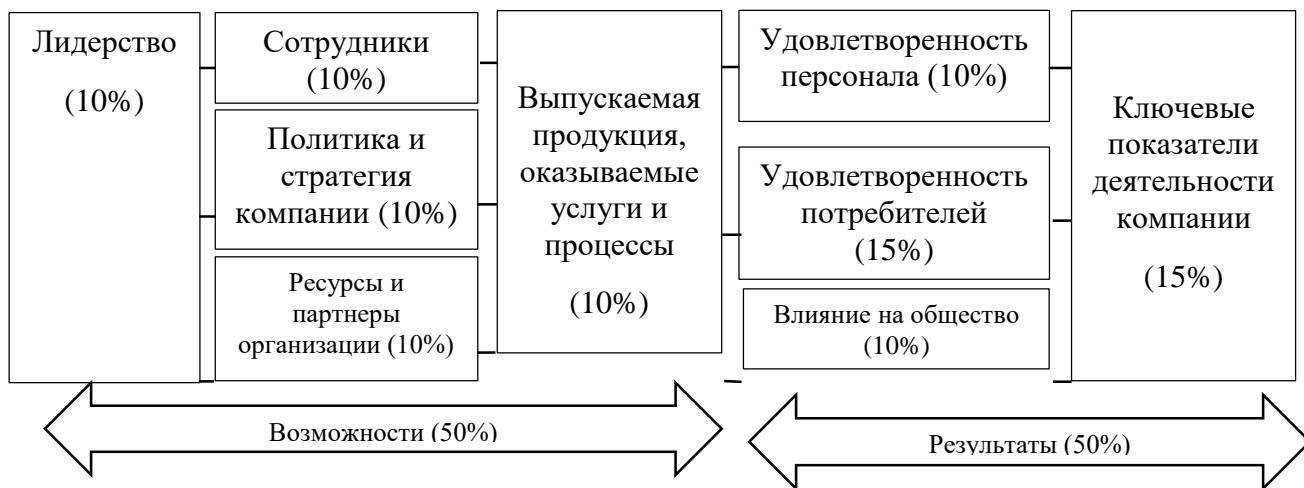 Лидерство
(10%)
Сотрудники
(10%)
Политика и
стратегия
компании (10%)
Ресурсы и
партнеры
организации (10%)
Выпускаемая
продукция,
оказываемые
услуги и
процессы
(10%)
Удовлетворенность
персонала (10%)
Удовлетворенность
потребителей
(15%)
Влияние на общество
(10%)
Ключевые
показатели
деятельности
компании
(15%)
Возможности (50%)
Результаты (50%)